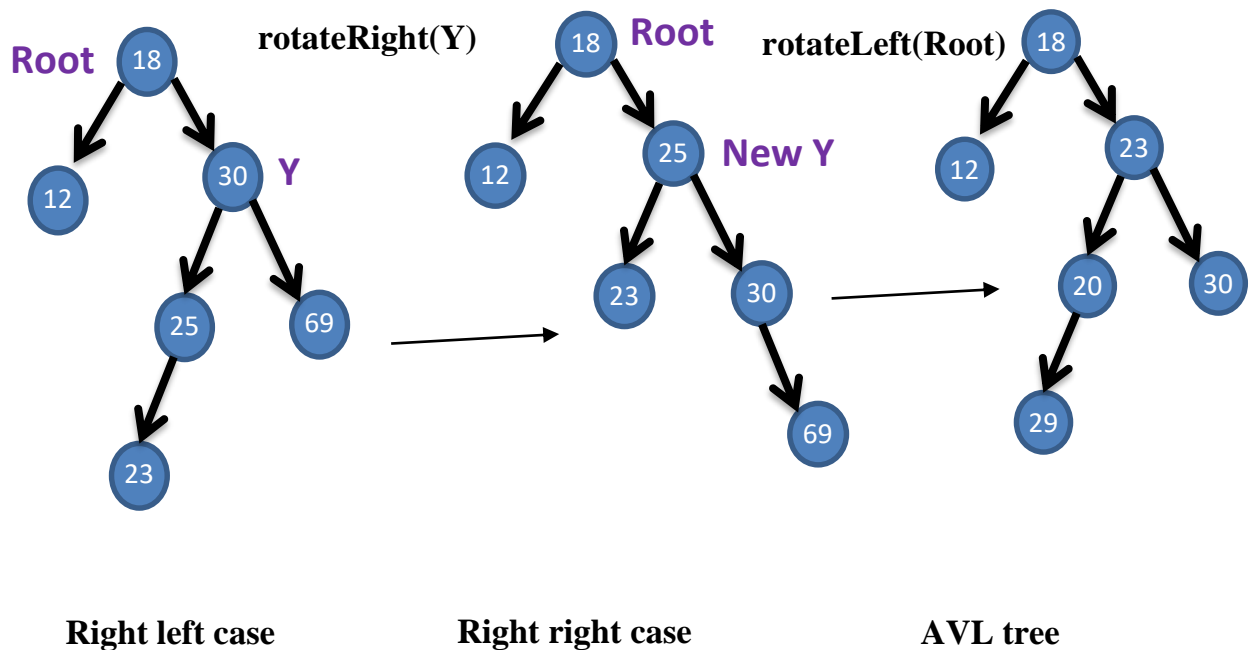 rotateRight(Y)
rotateLeft(Root)
Root
18
12
30
Y
25
69
23
18
Root
12
25
New Y
23
30
69
18
12
23
20
30
29
Right left case
Right right case
AVL tree